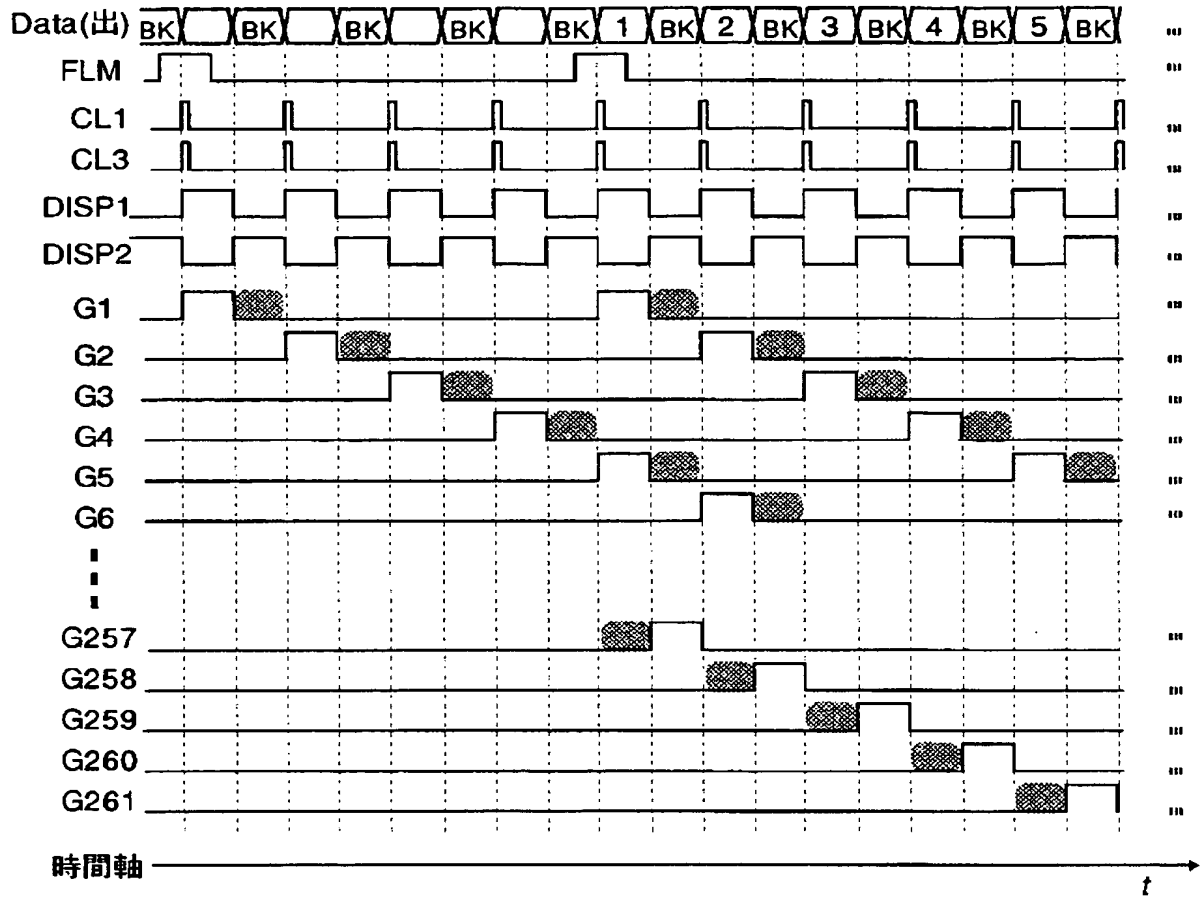 Data(出) BK BK BK BK BK 1 BK 2 BK 3 BK 4 BK 5 BK
FLM
CL1
CL3
DISP1
DISP2
G1
G2
G3
G4
G5
G6
G257
G258
G259
G260
G261
時間軸
t